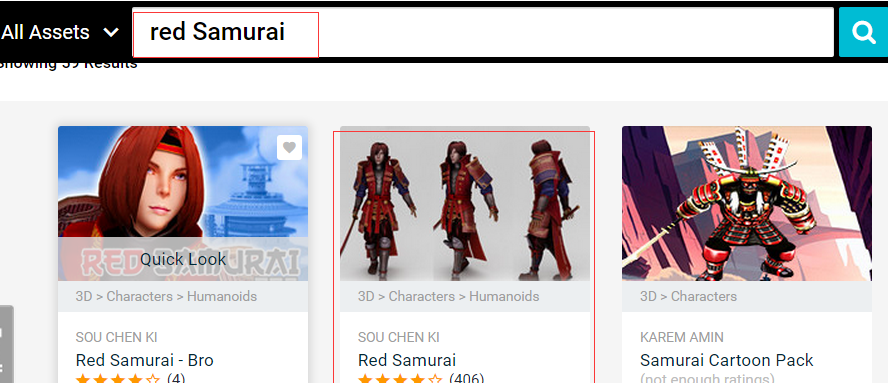 All Assets
red Samurai
Showing 59 Results
Quick Look
RED SAMURAI
3D > Characters > Humanoids
SOU CHEN KI
Red Samurai - Bro
(4)
3D > Characters > Humanoids
SOU CHEN KI
Red Samurai
(406)
3D > Characters
KAREM AMIN
Samurai Cartoon Pack
(not enough ratings)